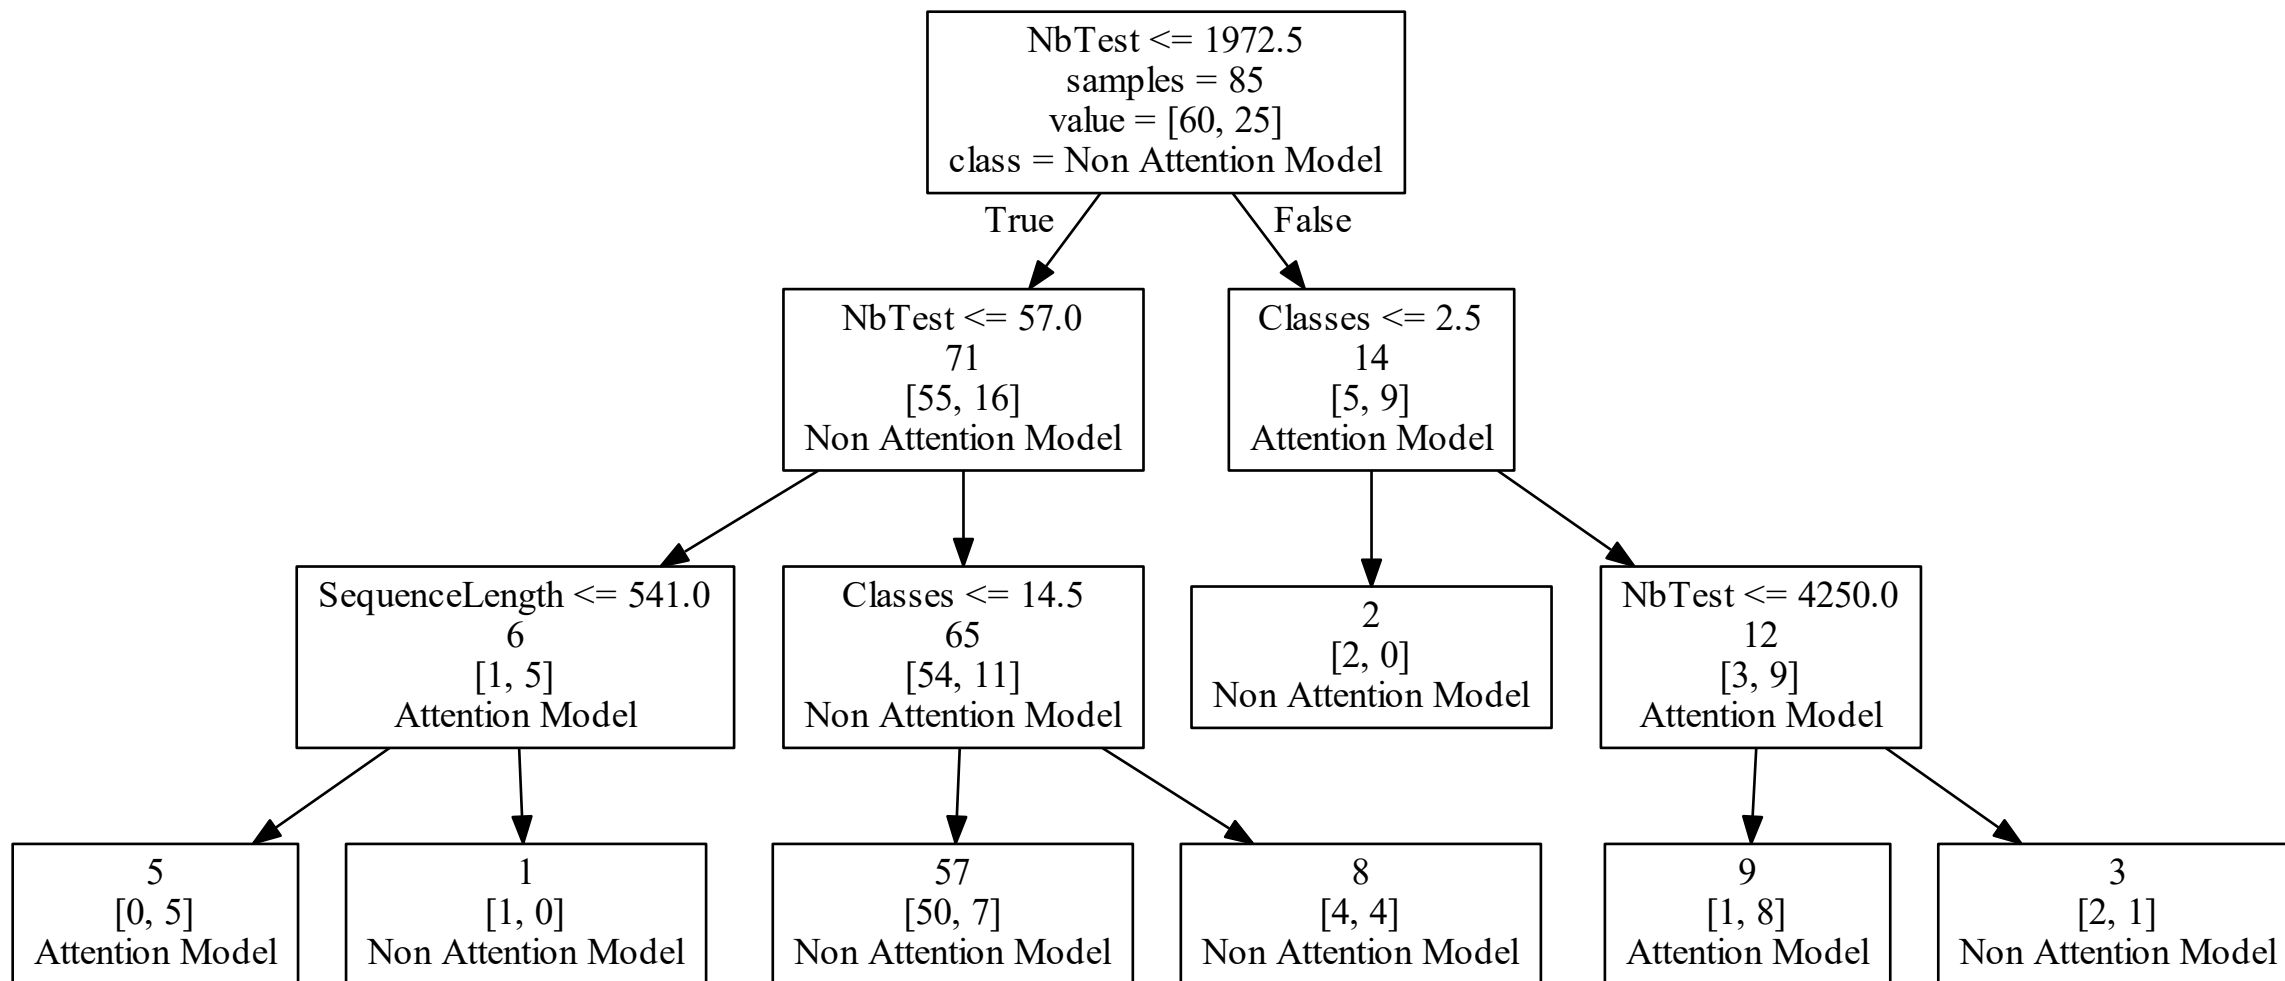 NbTest <= 1972.5
samples = 85
value = [60, 25]
class = Non Attention Model
True
False
NbTest <= 57.0
71
[55, 16]
Non Attention Model
Classes <= 2.5
14
[5, 9]
Attention Model
SequenceLength <= 541.0
6
[1, 5]
Attention Model
Classes <= 14.5
65
[54, 11]
Non Attention Model
2
[2, 0]
Non Attention Model
NbTest <= 4250.0
12
[3, 9]
Attention Model
5
[0, 5]
Attention Model
1
[1, 0]
Non Attention Model
57
[50, 7]
Non Attention Model
8
[4, 4]
Non Attention Model
9
[1, 8]
Attention Model
3
[2, 1]
Non Attention Model